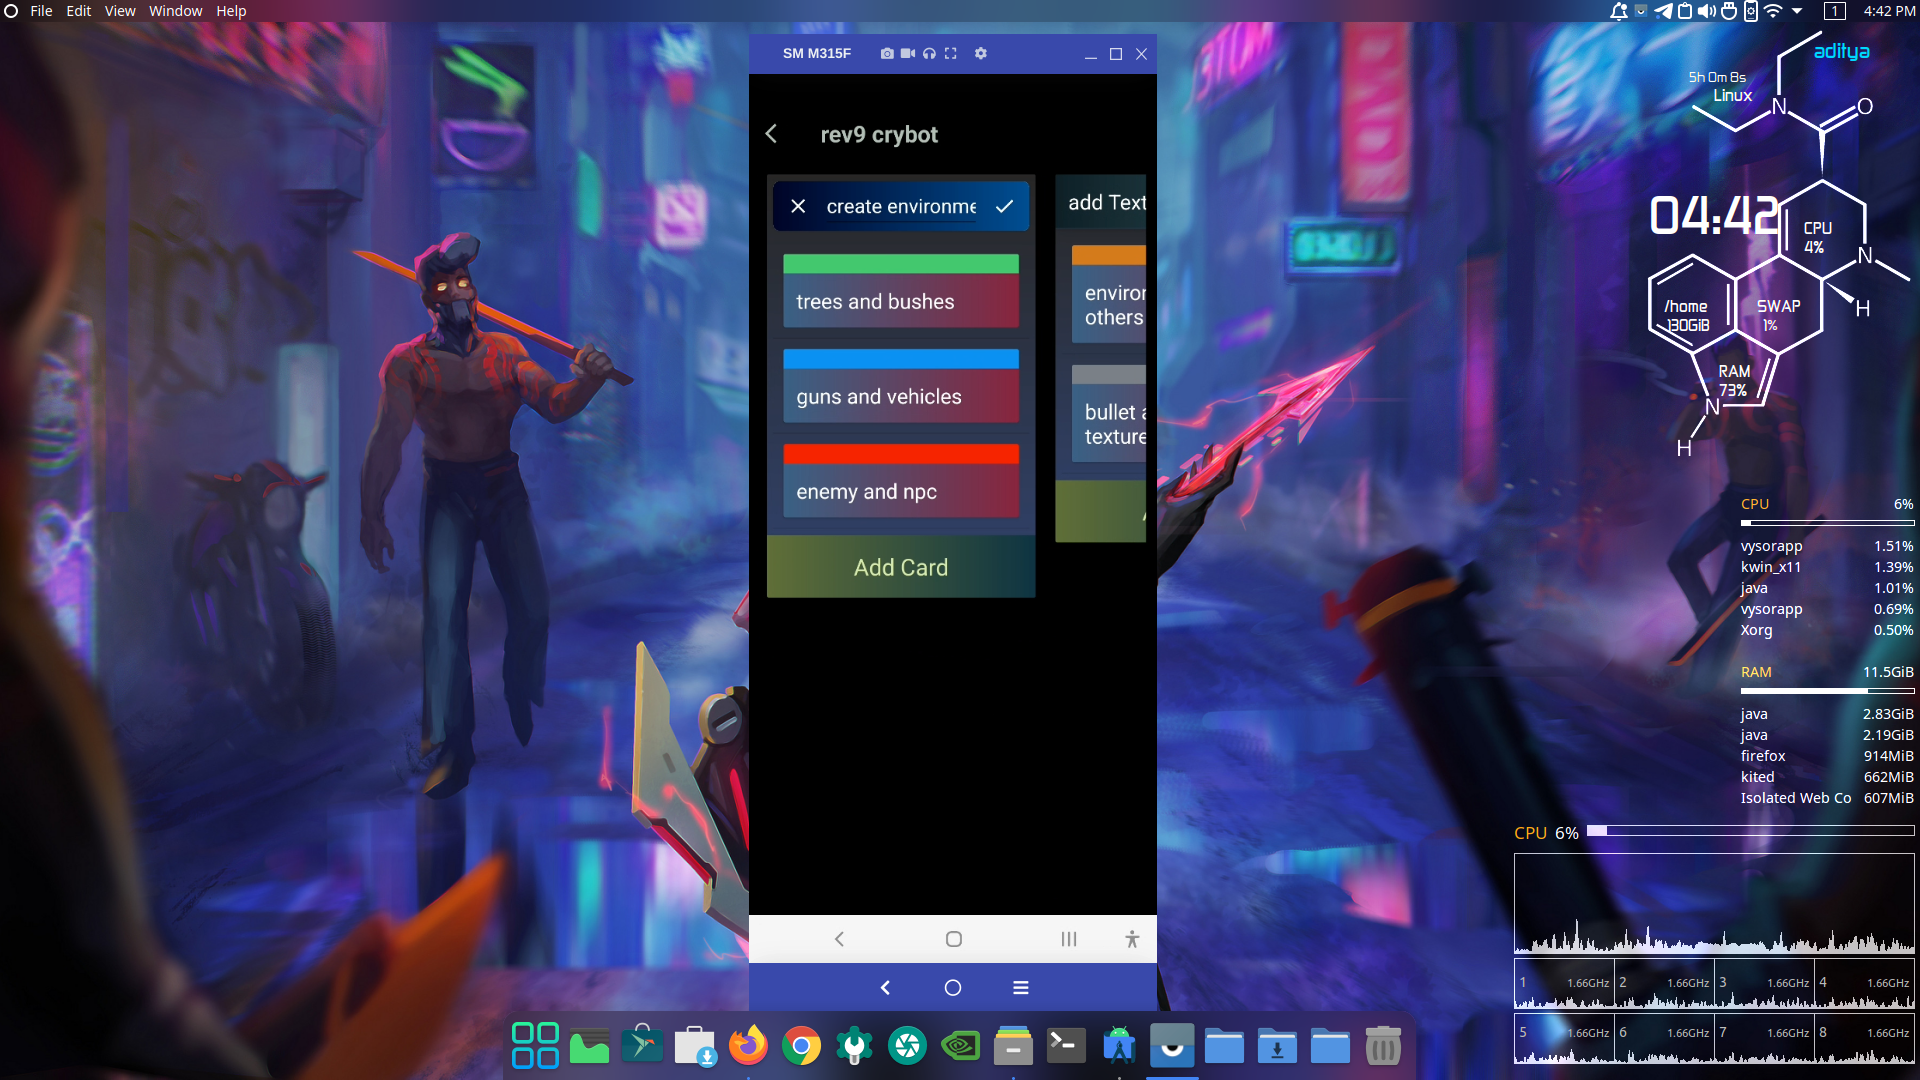 File Edit View Window Help
1 4:42 PM
SM M315F
rev9 crybot
create environme
trees and bushes
guns and vehicles
enemy and npc
Add Card
add Text
environ
others
bullet a
texture
aditya
5h 0m 8s
Linux
N
O
04:42
CPU
4%
N
/home
130GiB
SWAP
1%
H
RAM
73%
N
H
CPU 6%
vysorapp 1.51%
kwin_x11 1.39%
java 1.01%
vysorapp 0.69%
Xorg 0.50%
RAM 11.5GiB
java 2.83GiB
java 2.19GiB
firefox 914MiB
kited 662MiB
Isolated Web Co 607MiB
CPU 6%
1 1.66GHz 2 1.66GHz 3 1.66GHz 4 1.66GHz
5 1.66GHz 6 1.66GHz 7 1.66GHz 8 1.66GHz